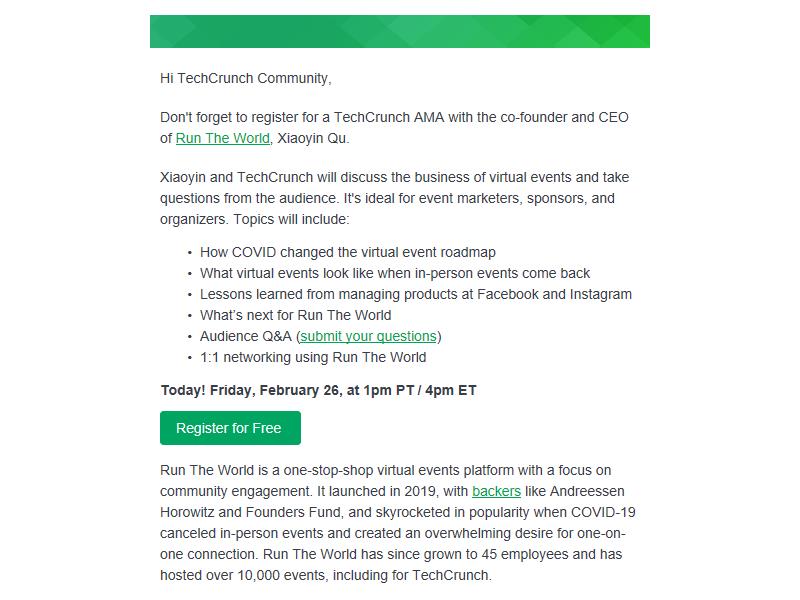 Hi TechCrunch Community,
Don't forget to register for a TechCrunch AMA with the co-founder and CEO
of Run The World, Xiaoyin Qu.
Xiaoyin and TechCrunch will discuss the business of virtual events and take
questions from the audience. It's ideal for event marketers, sponsors, and
organizers. Topics will include:
• How COVID changed the virtual event roadmap
• What virtual events look like when in-person events come back
• Lessons learned from managing products at Facebook and Instagram
• What’s next for Run The World
• Audience Q&A (submit your questions)
• 1:1 networking using Run The World
Today! Friday, February 26, at 1pm PT / 4pm ET
Register for Free
Run The World is a one-stop-shop virtual events platform with a focus on
community engagement. It launched in 2019, with backers like Andreessen
Horowitz and Founders Fund, and skyrocketed in popularity when COVID-19
canceled in-person events and created an overwhelming desire for one-on-
one connection. Run The World has since grown to 45 employees and has
hosted over 10,000 events, including for TechCrunch.